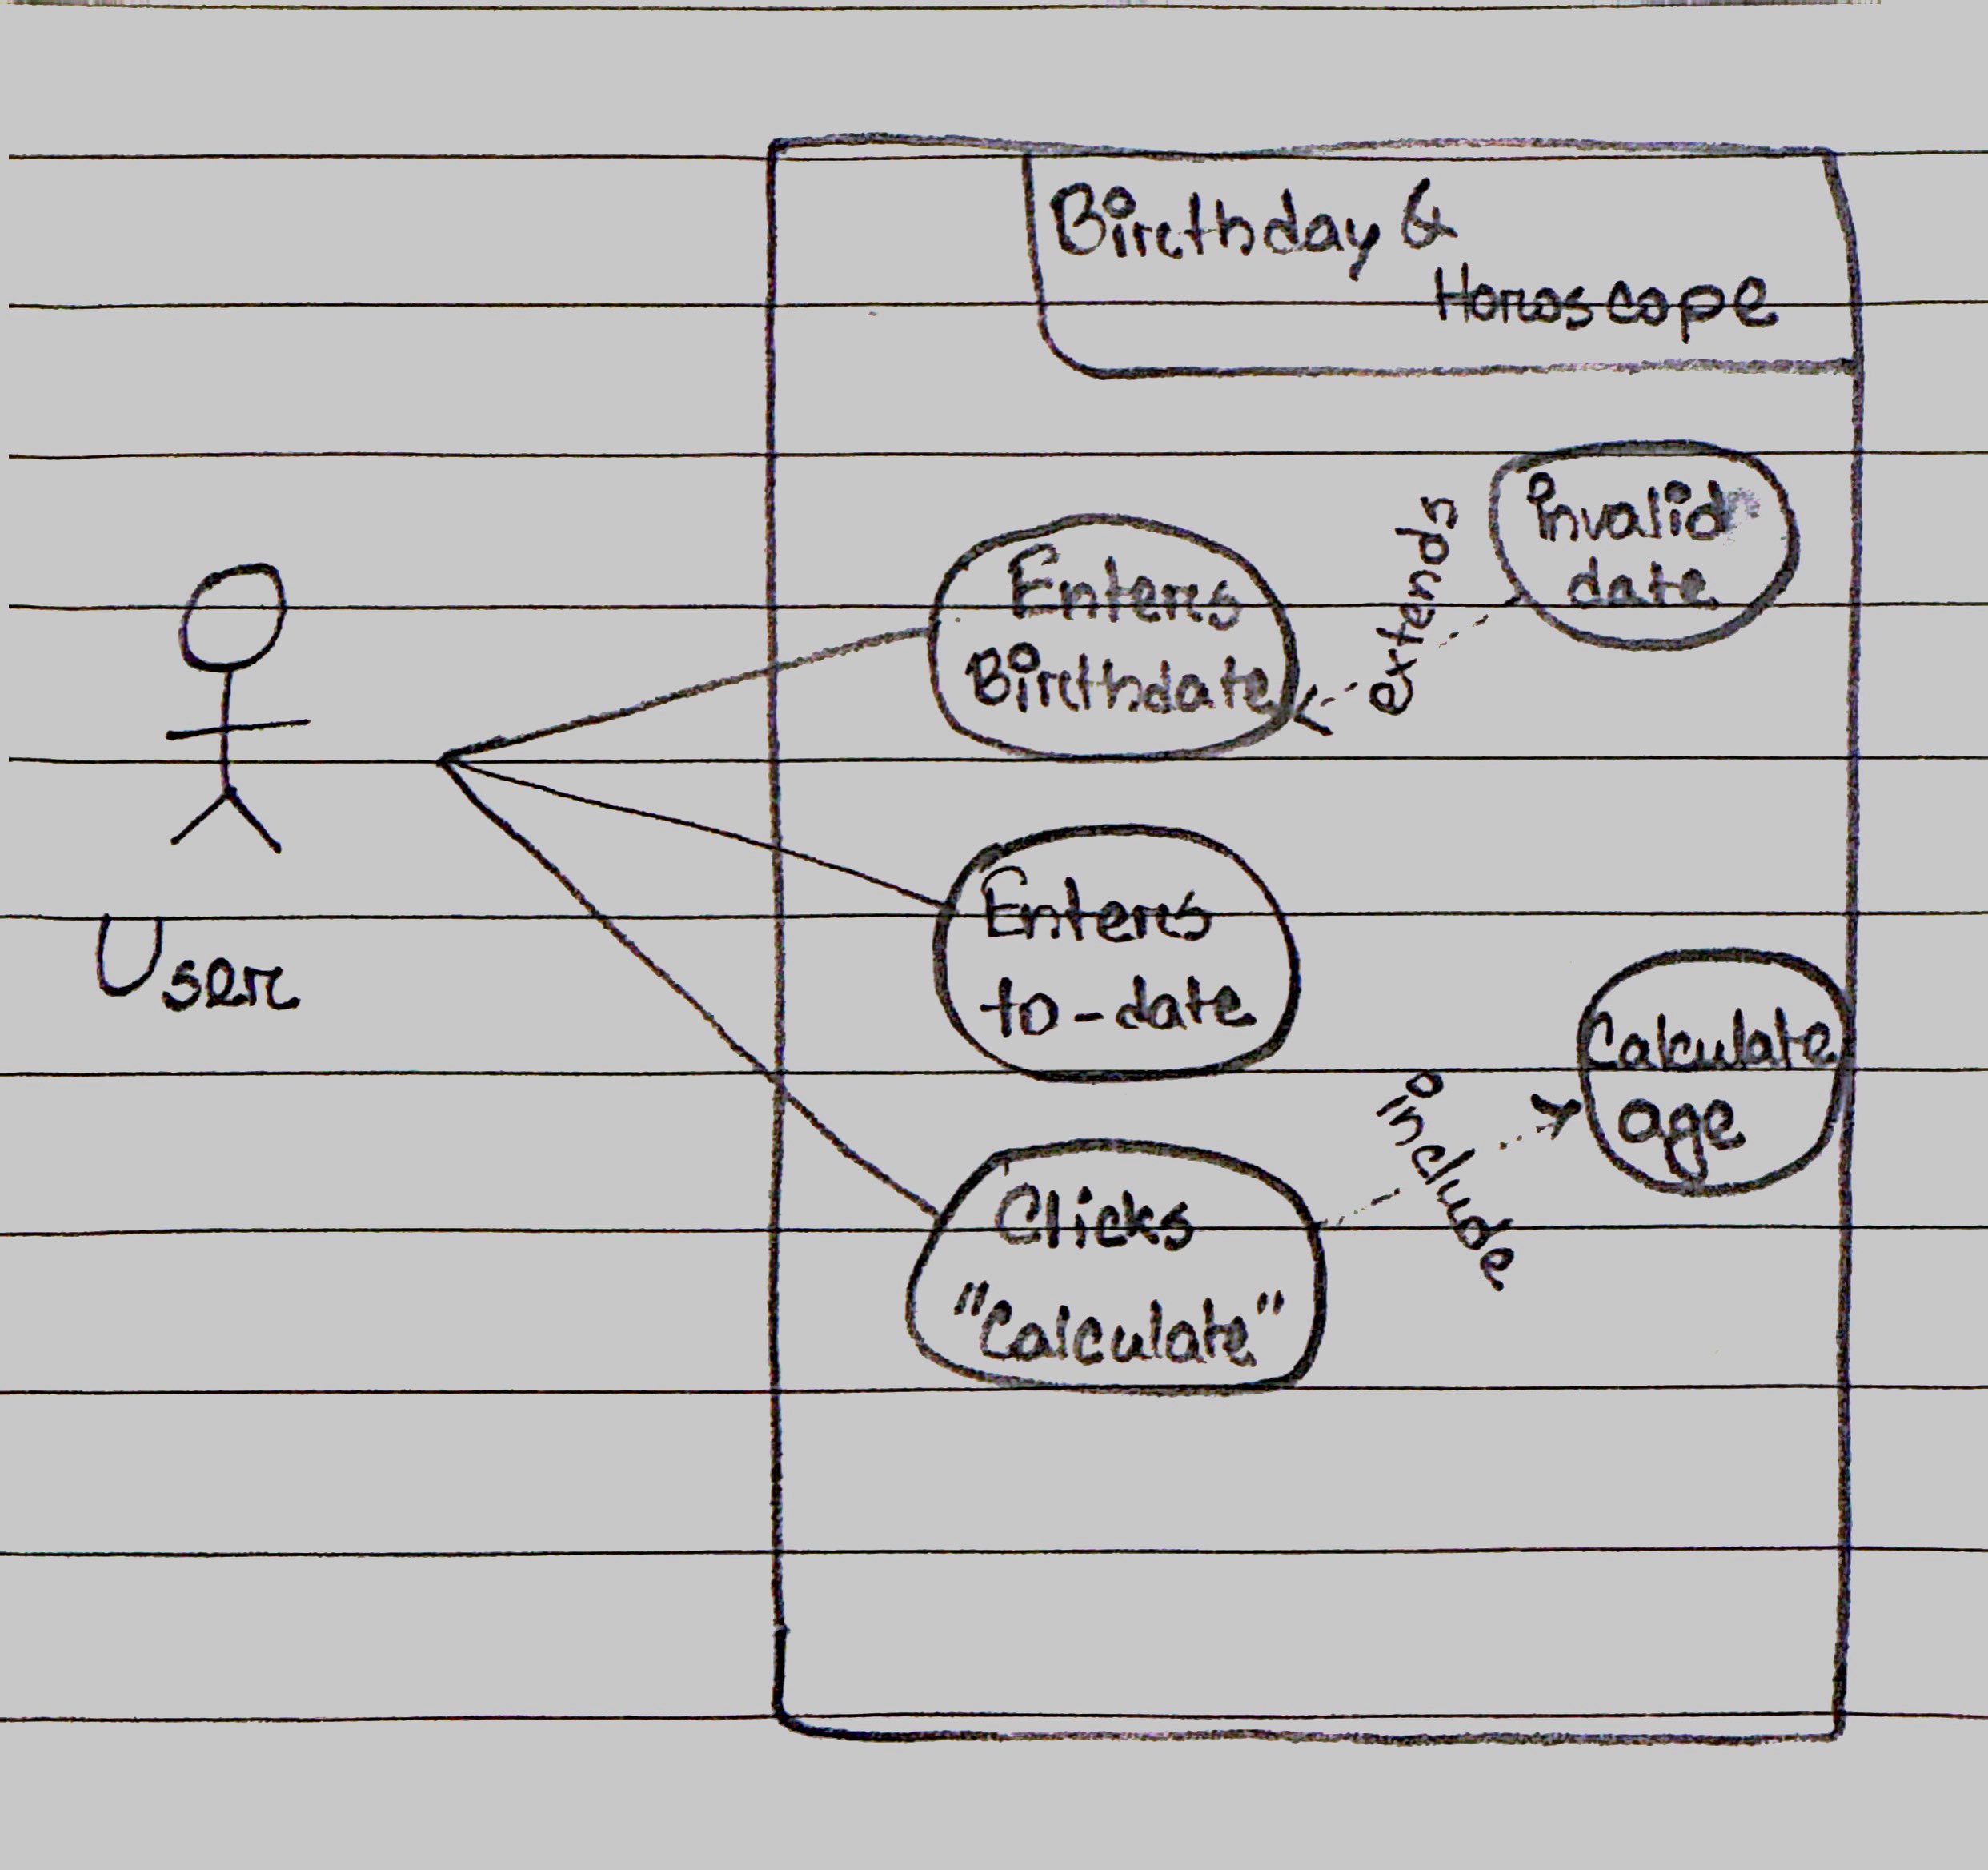 Birthday &
Horoscope
invalid
date
extends
Enters
Birthdate
User
Enters
to-date
Calculate
age
include
Clicks
"Calculate"